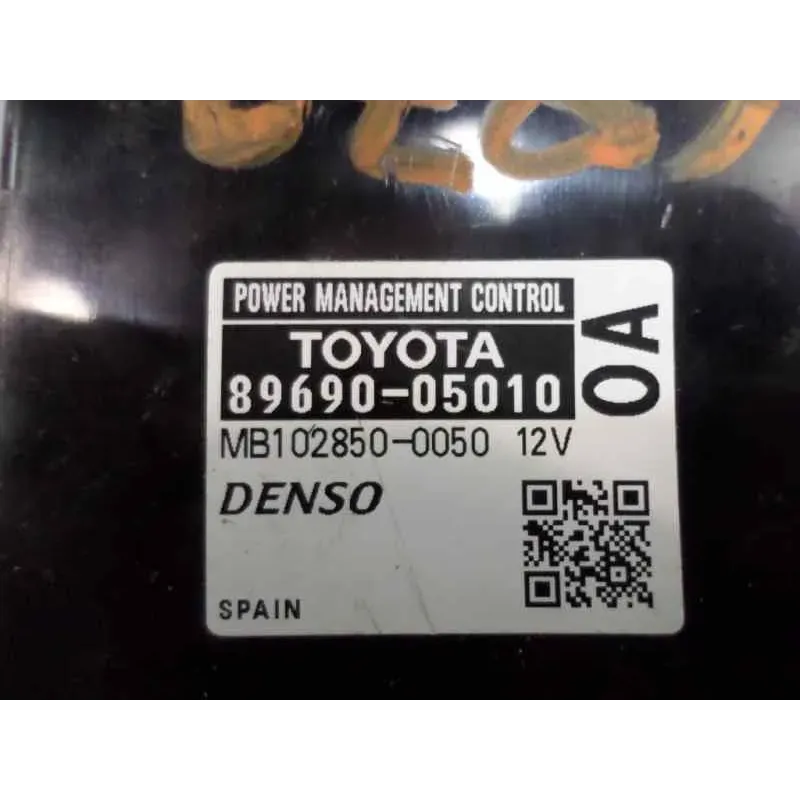 POWER MANAGEMENT CONTROL
TOYOTA
89690-05010
0A
MB102850-0050 12V
DENSO
SPAIN